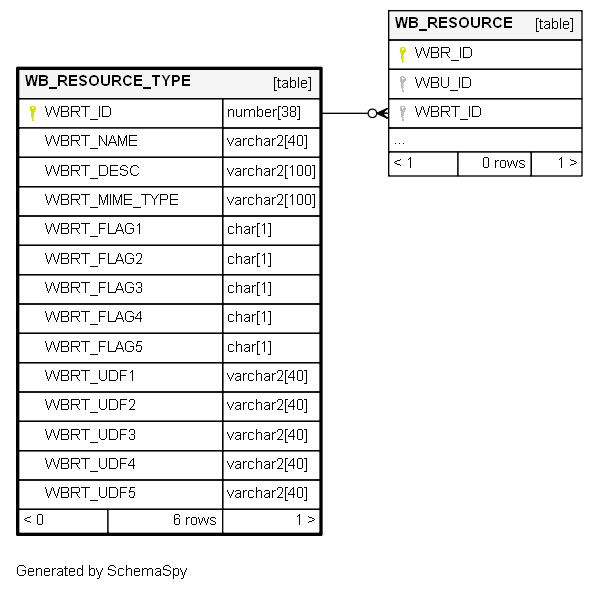 WB_RESOURCE [table]
WBR_ID
WBU_ID
WBRT_ID
...
< 1 0 rows 1 >
WB_RESOURCE_TYPE [table]
WBRT_ID number[38]
WBRT_NAME varchar2[40]
WBRT_DESC varchar2[100]
WBRT_MIME_TYPE varchar2[100]
WBRT_FLAG1 char[1]
WBRT_FLAG2 char[1]
WBRT_FLAG3 char[1]
WBRT_FLAG4 char[1]
WBRT_FLAG5 char[1]
WBRT_UDF1 varchar2[40]
WBRT_UDF2 varchar2[40]
WBRT_UDF3 varchar2[40]
WBRT_UDF4 varchar2[40]
WBRT_UDF5 varchar2[40]
< 0 6 rows 1 >
Generated by SchemaSpy